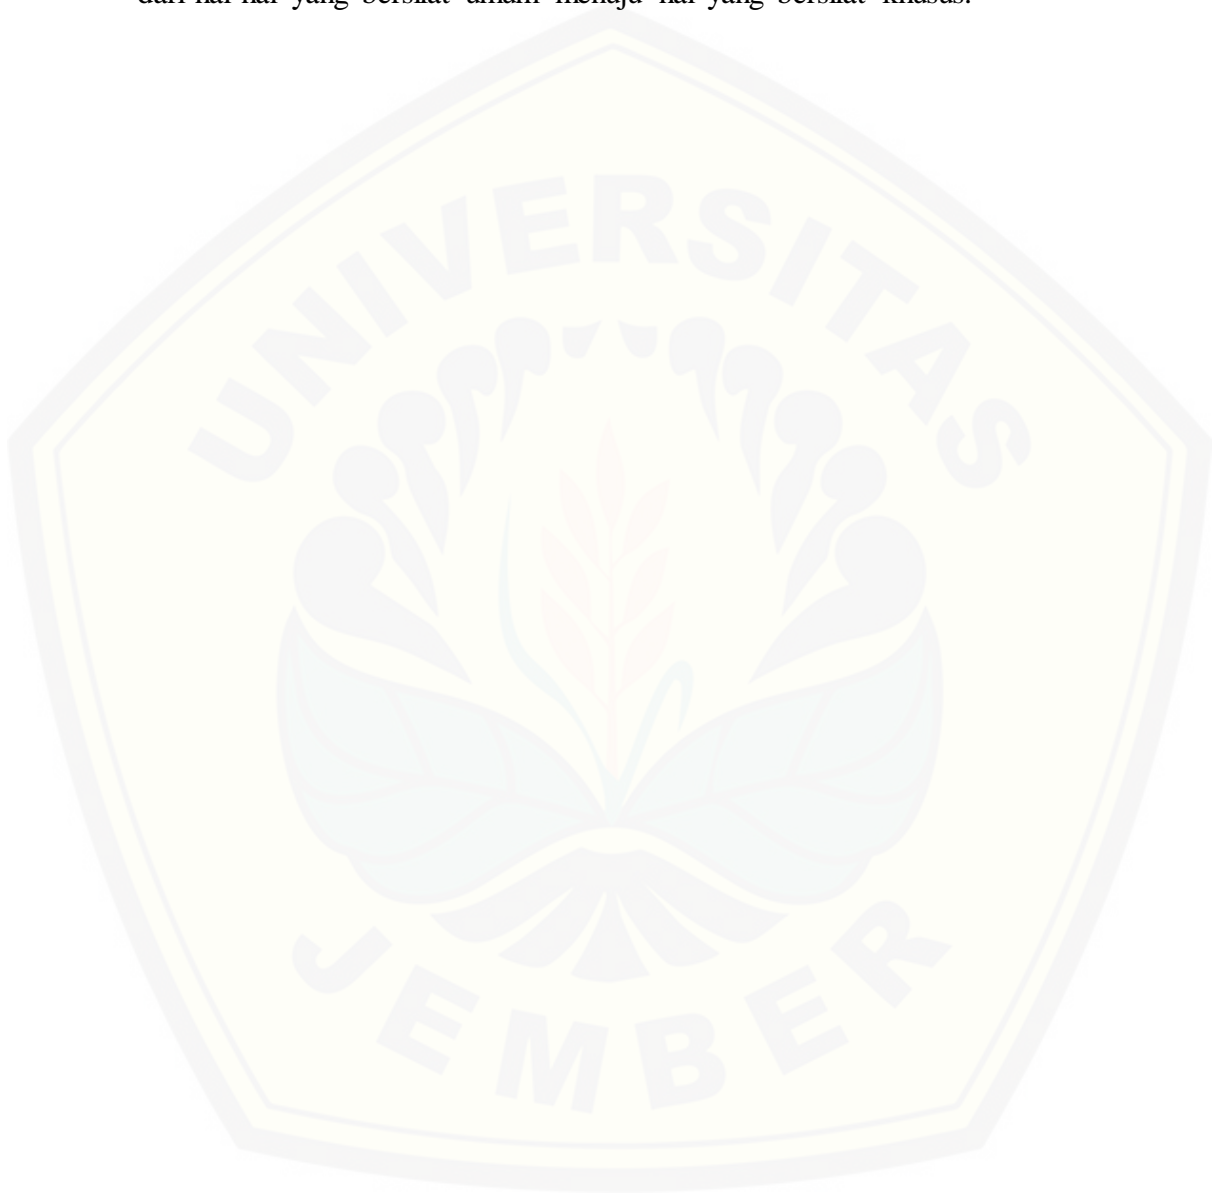 dari hal-hal yang bersifat umum menuju hal yang bersifat khusus.
UNIVERSITAS
JEMBER